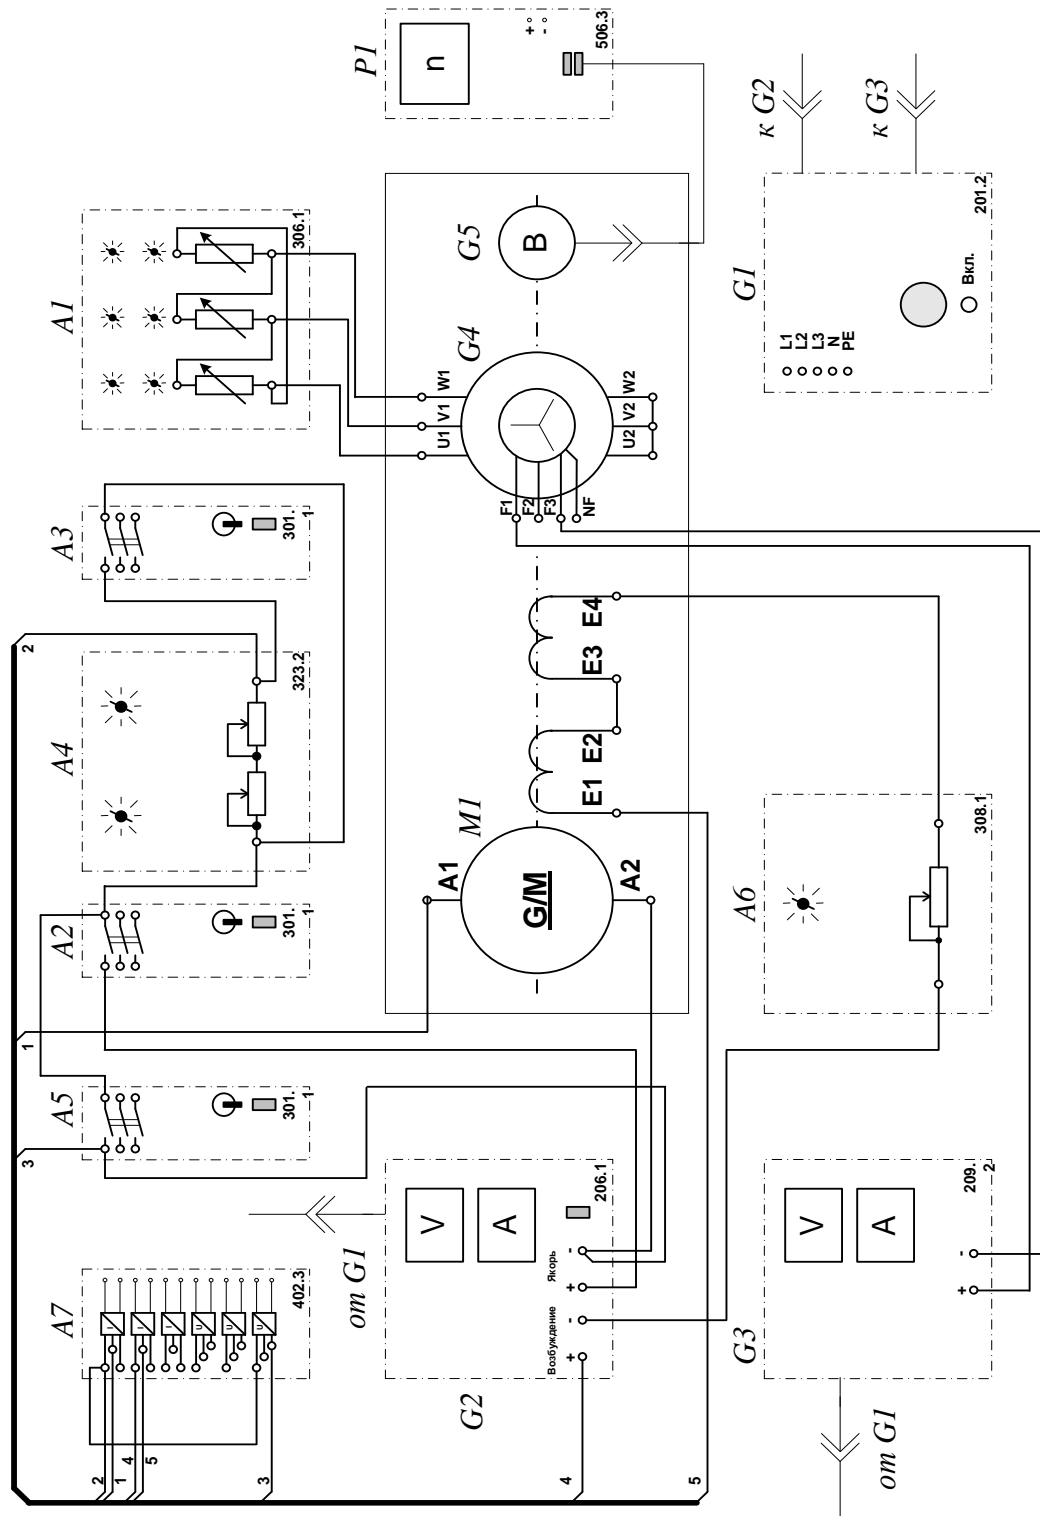 A7
402.3
I
I
I
U
U
U
2
1
4
5
3
A5
301.
1
3
A2
301.
1
1
A4
323.2
2
A3
301.
1
A1
306.1
P1
n
+
-
506.3
от G1
G2
V
A
206.1
Возбуждение
Якорь
+
-
+
-
4
5
M1
G/M
A1
A2
E1
E2
E3
E4
G4
F1
F2
F3
NF
U1
V1
W1
U2
V2
W2
G5
B
G3
от G1
V
A
209.
2
+
-
A6
308.1
G1
L1
L2
L3
N
PE
Вкл.
201.2
к G2
к G3